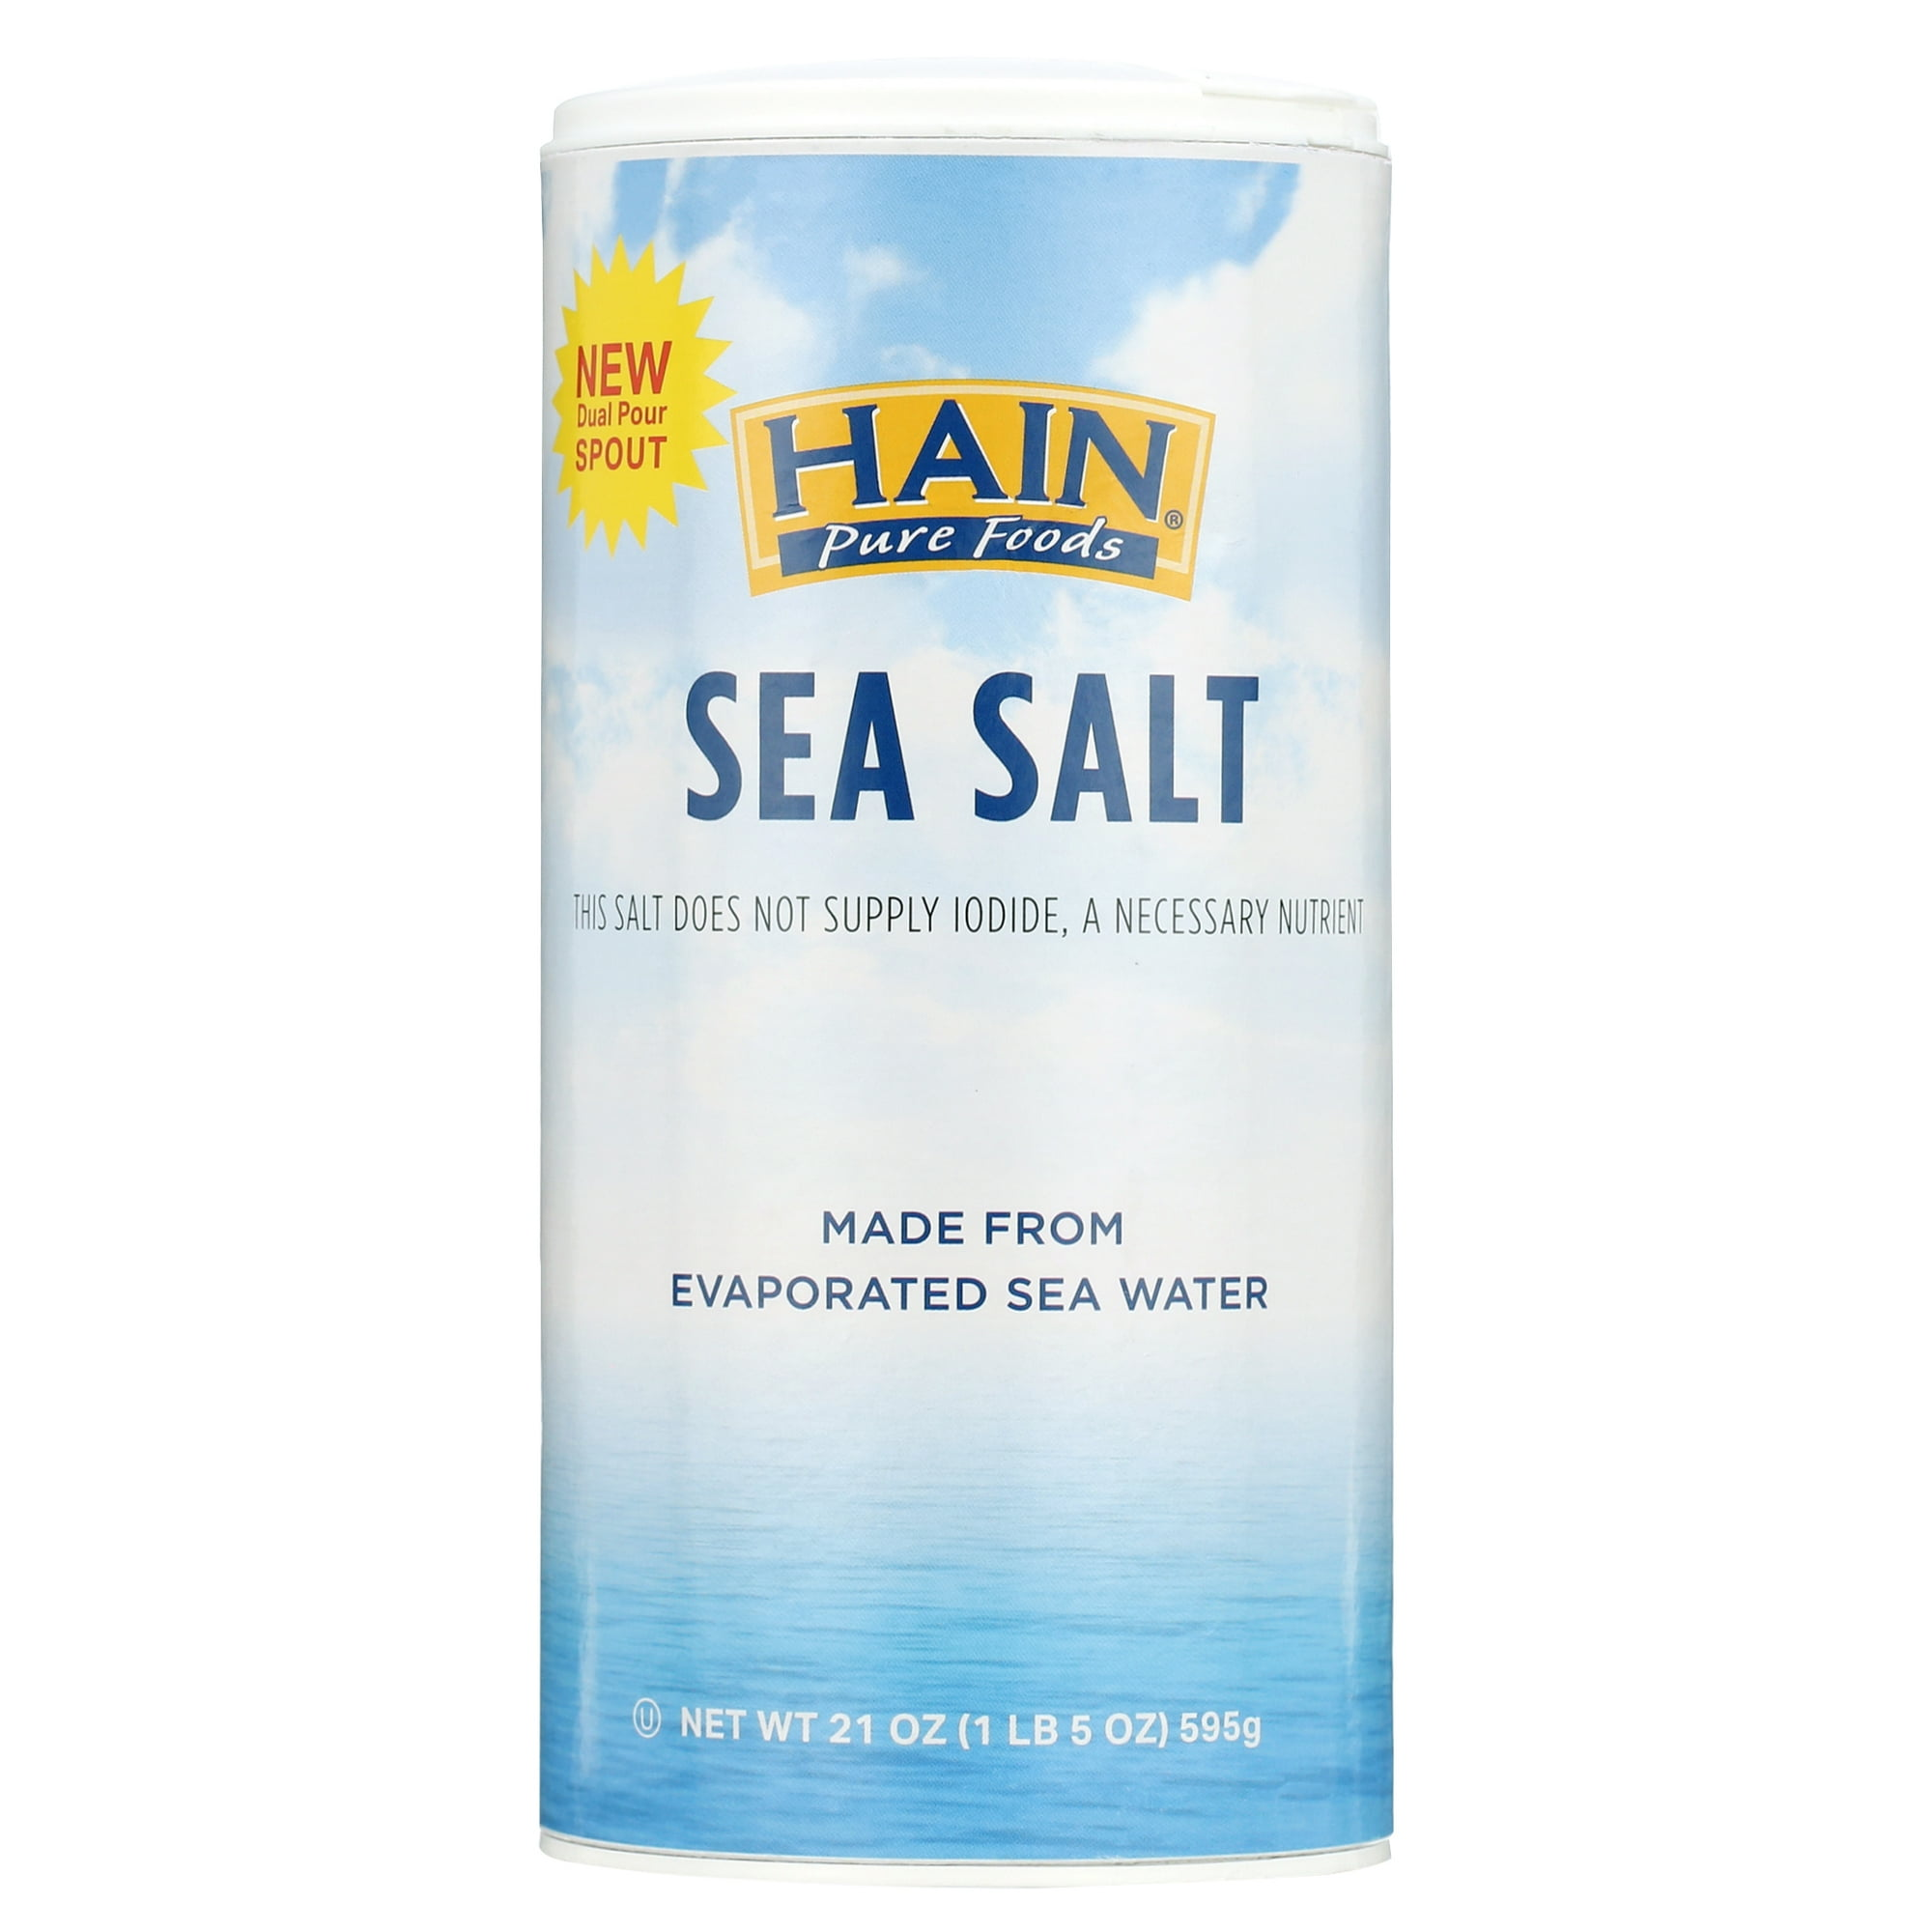 NEW
Dual Pour
SPOUT
HAIN®
Pure Foods
SEA SALT
THIS SALT DOES NOT SUPPLY IODIDE, A NECESSARY NUTRIENT
MADE FROM
EVAPORATED SEA WATER
Ⓤ NET WT 21 OZ (1 LB 5 OZ) 595g